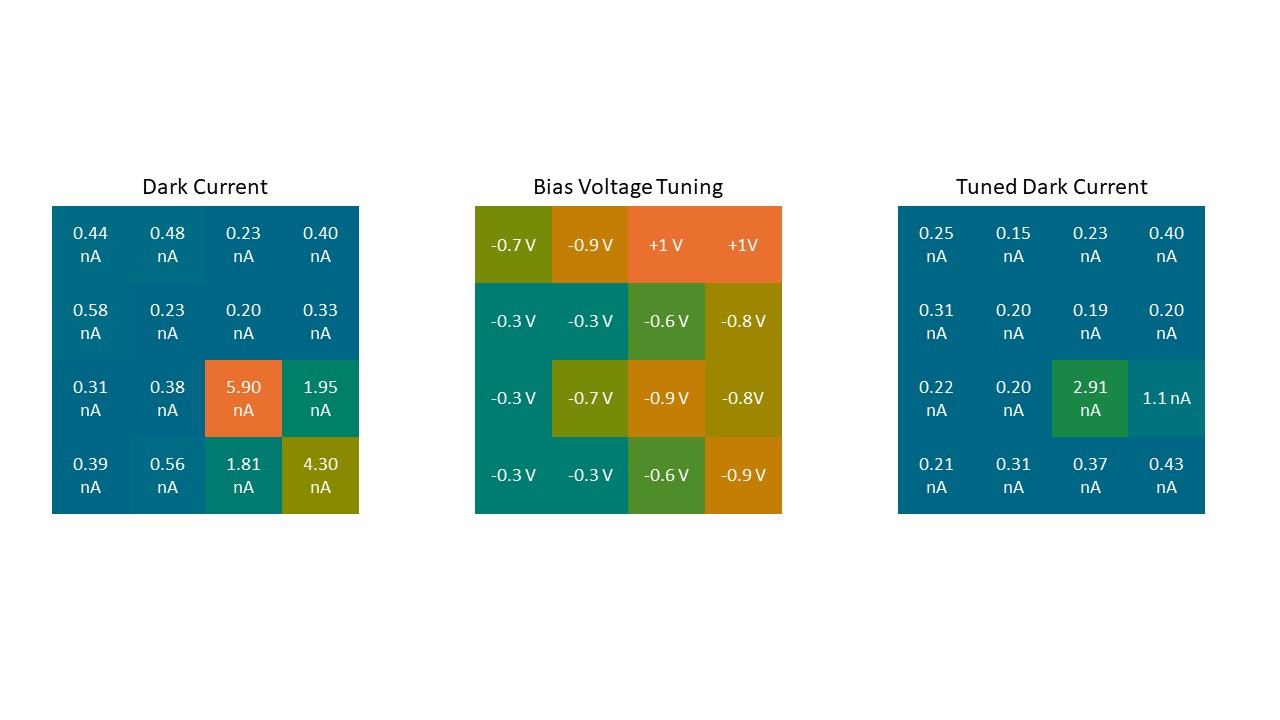 Dark Current
0.44 nA 0.48 nA 0.23 nA 0.40 nA
0.58 nA 0.23 nA 0.20 nA 0.33 nA
0.31 nA 0.38 nA 5.90 nA 1.95 nA
0.39 nA 0.56 nA 1.81 nA 4.30 nA
Bias Voltage Tuning
-0.7 V -0.9 V +1 V +1V
-0.3 V -0.3 V -0.6 V -0.8 V
-0.3 V -0.7 V -0.9 V -0.8V
-0.3 V -0.3 V -0.6 V -0.9 V
Tuned Dark Current
0.25 nA 0.15 nA 0.23 nA 0.40 nA
0.31 nA 0.20 nA 0.19 nA 0.20 nA
0.22 nA 0.20 nA 2.91 nA 1.1 nA
0.21 nA 0.31 nA 0.37 nA 0.43 nA